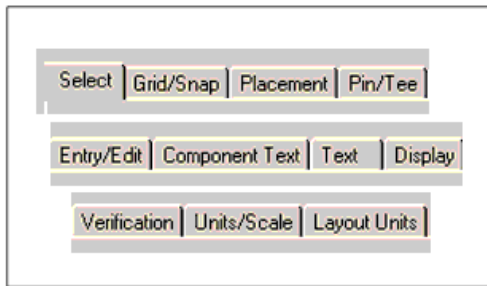 Select Grid/Snap Placement Pin/Tee
Entry/Edit Component Text Text Display
Verification Units/Scale Layout Units